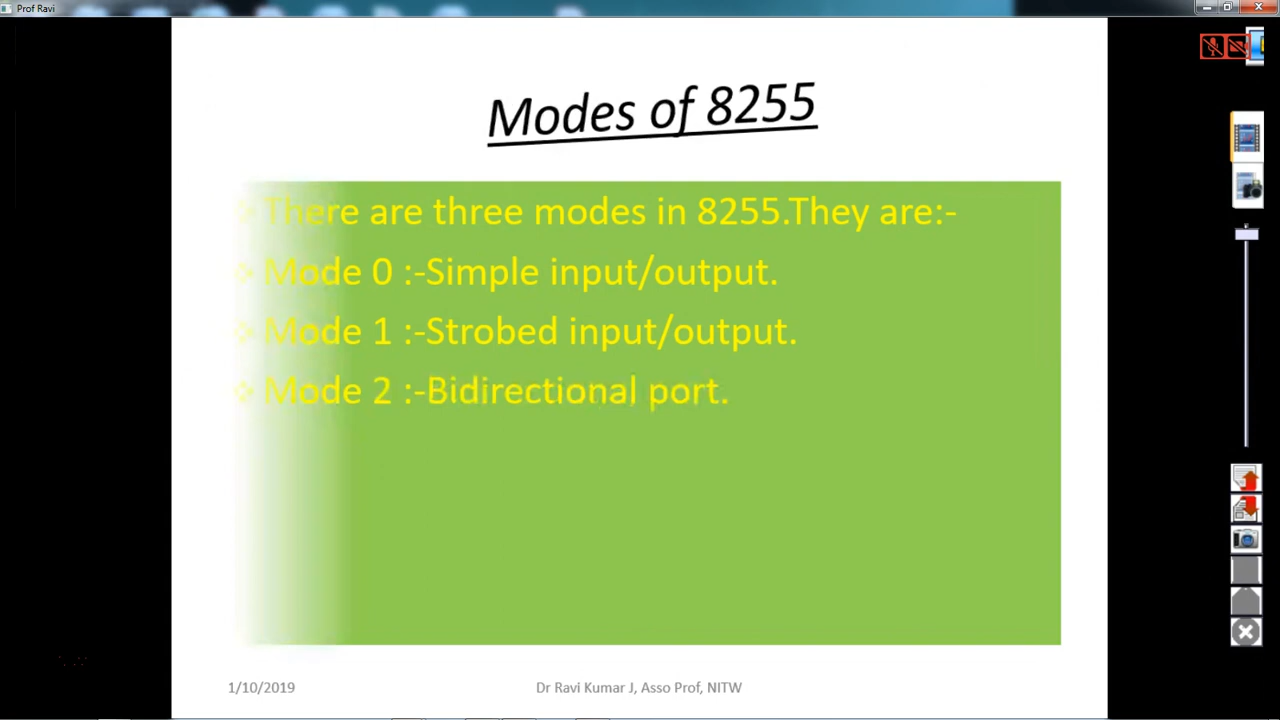 Prof Ravi
Modes of 8255
There are three modes in 8255.They are:-
Mode 0 :-Simple input/output.
Mode 1 :-Strobed input/output.
Mode 2 :-Bidirectional port.
1/10/2019
Dr Ravi Kumar J, Asso Prof, NITW